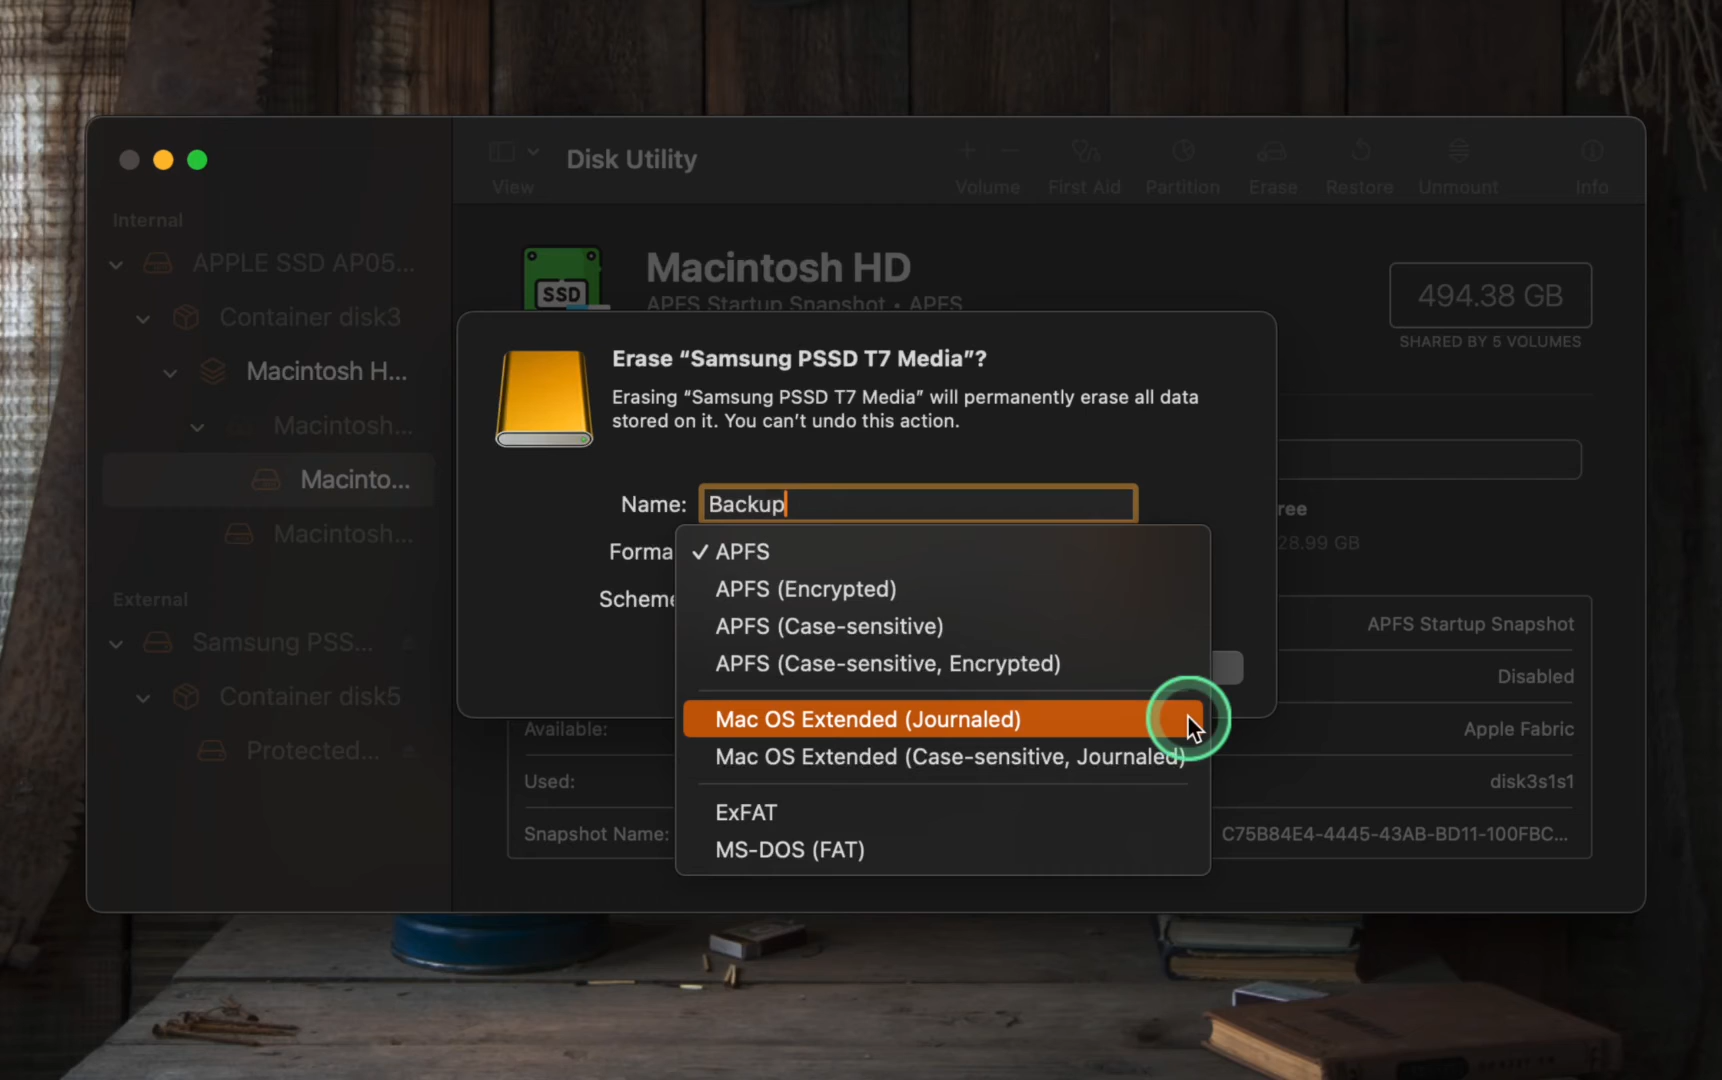 View
Disk Utility
Volume
First Aid
Partition
Erase
Restore
Unmount
Info
Internal
APPLE SSD AP05...
Container disk3
Macintosh H...
Macintosh...
Macinto...
Macintosh...
External
Samsung PSS...
Container disk5
Protected...
SSD
Macintosh HD
APFS Startup Snapshot • APFS
494.38 GB
SHARED BY 5 VOLUMES
Erase “Samsung PSSD T7 Media”?
Erasing “Samsung PSSD T7 Media” will permanently erase all data
stored on it. You can’t undo this action.
Name: Backup
Forma
Scheme
✓ APFS
APFS (Encrypted)
APFS (Case-sensitive)
APFS (Case-sensitive, Encrypted)
Mac OS Extended (Journaled)
Mac OS Extended (Case-sensitive, Journaled)
ExFAT
MS-DOS (FAT)
ree
28.99 GB
APFS Startup Snapshot
Disabled
Available:
Apple Fabric
Used:
disk3s1s1
Snapshot Name:
C75B84E4-4445-43AB-BD11-100FBC...